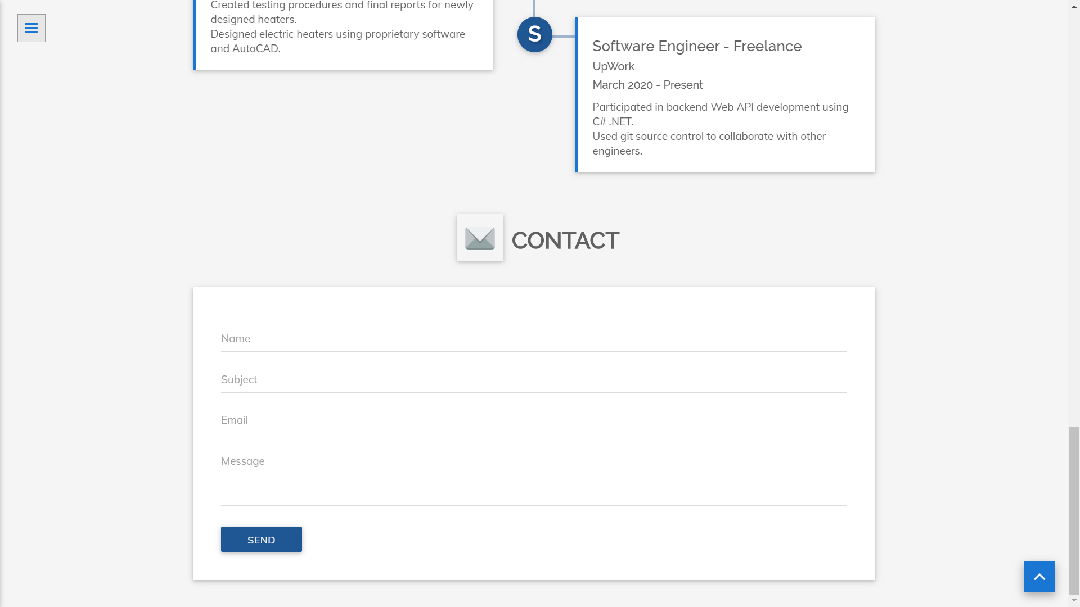 Created testing procedures and final reports for newly
designed heaters.
Designed electric heaters using proprietary software
and AutoCAD.
S
Software Engineer - Freelance
UpWork
March 2020 - Present
Participated in backend Web API development using
C# .NET.
Used git source control to collaborate with other
engineers.
CONTACT
Name
Subject
Email
Message
SEND